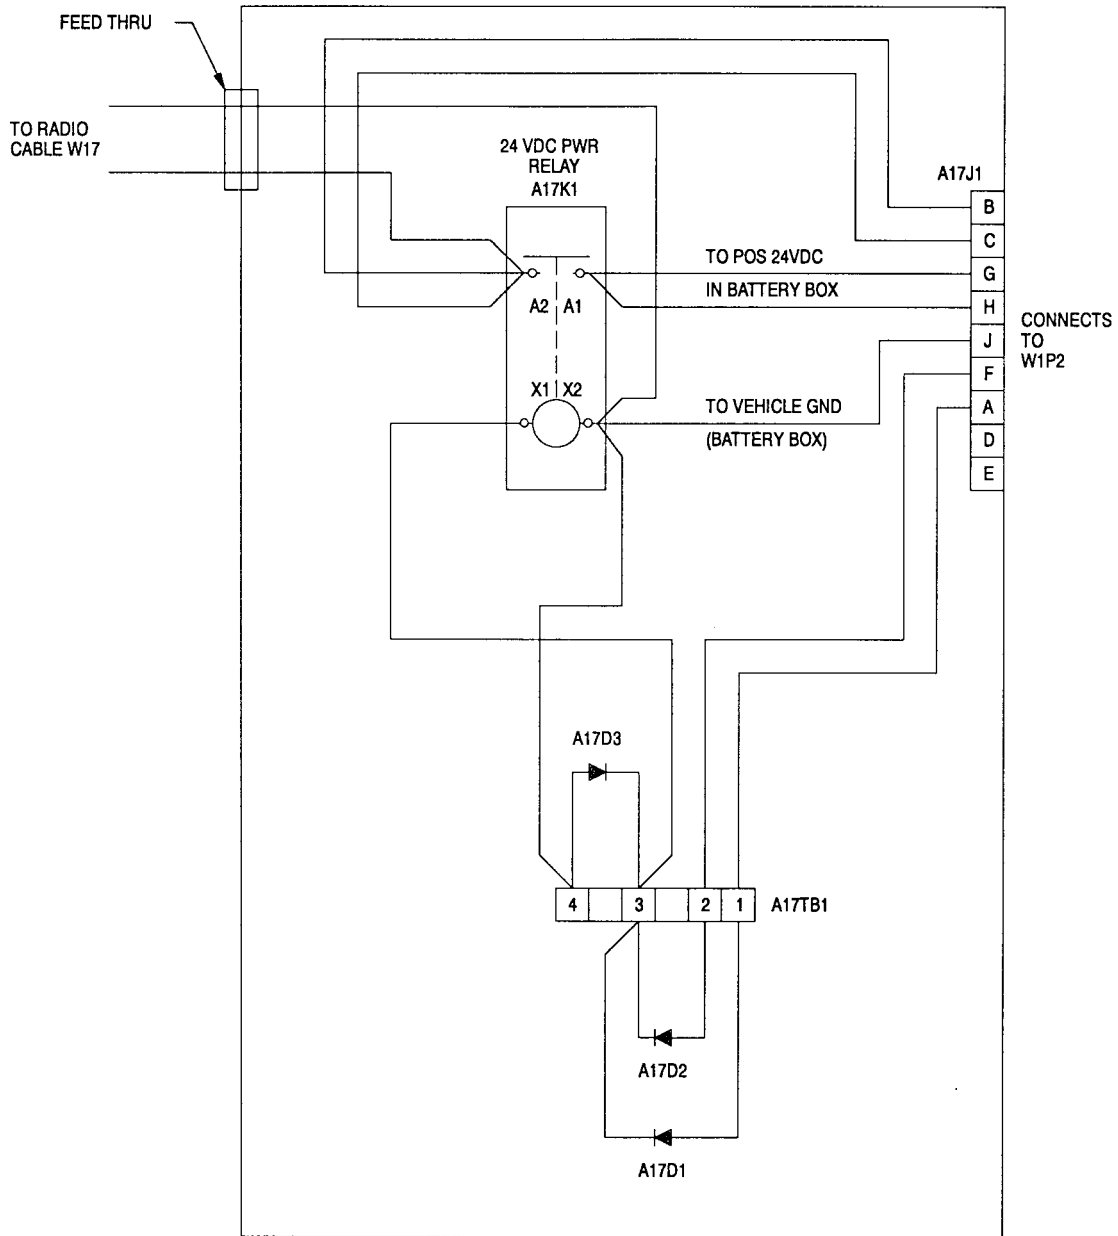 FEED THRU
TO RADIO
CABLE W17
24 VDC PWR
RELAY
A17K1
A17J1
B
C
G
H
J
F
A
D
E
TO POS 24VDC
IN BATTERY BOX
A2 A1
CONNECTS
TO
W1P2
X1 X2
TO VEHICLE GND
(BATTERY BOX)
A17D3
4 3 2 1
A17TB1
A17D2
A17D1